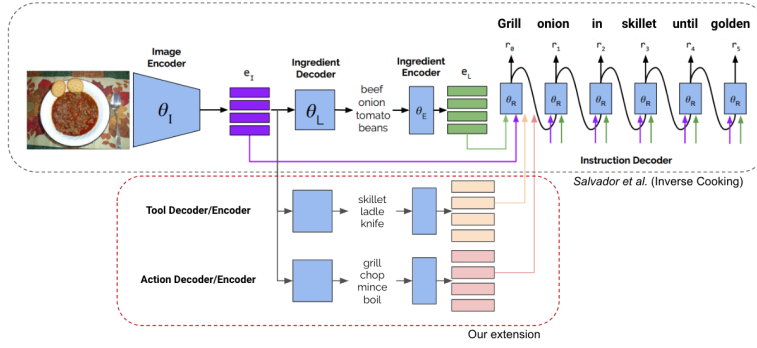 Grill onion in skillet until golden
r₀ r₁ r₂ r₃ r₄ r₅
Image
Encoder
θI
eI
Ingredient
Decoder
θL
beef
onion
tomato
beans
Ingredient
Encoder
θE
eL
θR θR θR θR θR θR
Instruction Decoder
Salvador et al. (Inverse Cooking)
Tool Decoder/Encoder
skillet
ladle
knife
Action Decoder/Encoder
grill
chop
mince
boil
Our extension